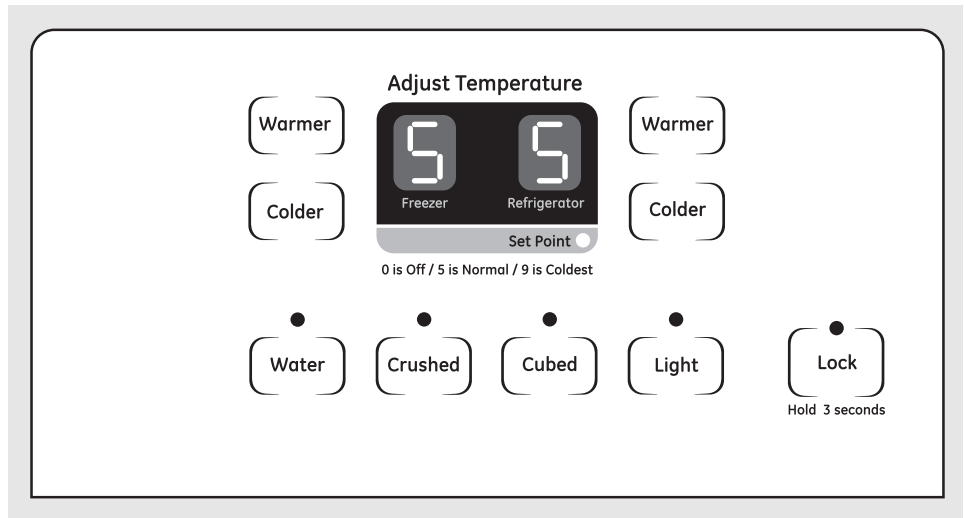 Adjust Temperature
Warmer
5 5
Warmer
Freezer Refrigerator
Colder
Colder
Set Point
0 is Off / 5 is Normal / 9 is Coldest
Water
Crushed
Cubed
Light
Lock
Hold 3 seconds